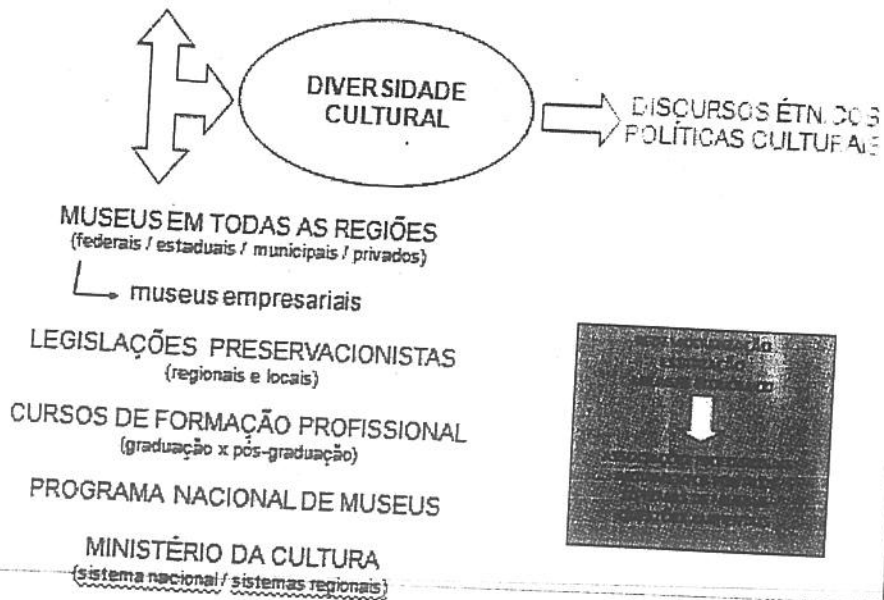 DIVERSIDADE
CULTURAL
DISCURSOS ÉTNICOS
POLÍTICAS CULTURAIS
MUSEUS EM TODAS AS REGIÕES
(federais / estaduais / municipais / privados)
museus empresariais
LEGISLAÇÕES PRESERVACIONISTAS
(regionais e locais)
CURSOS DE FORMAÇÃO PROFISSIONAL
(graduação x pós-graduação)
PROGRAMA NACIONAL DE MUSEUS
MINISTÉRIO DA CULTURA
(sistema nacional / sistemas regionais)